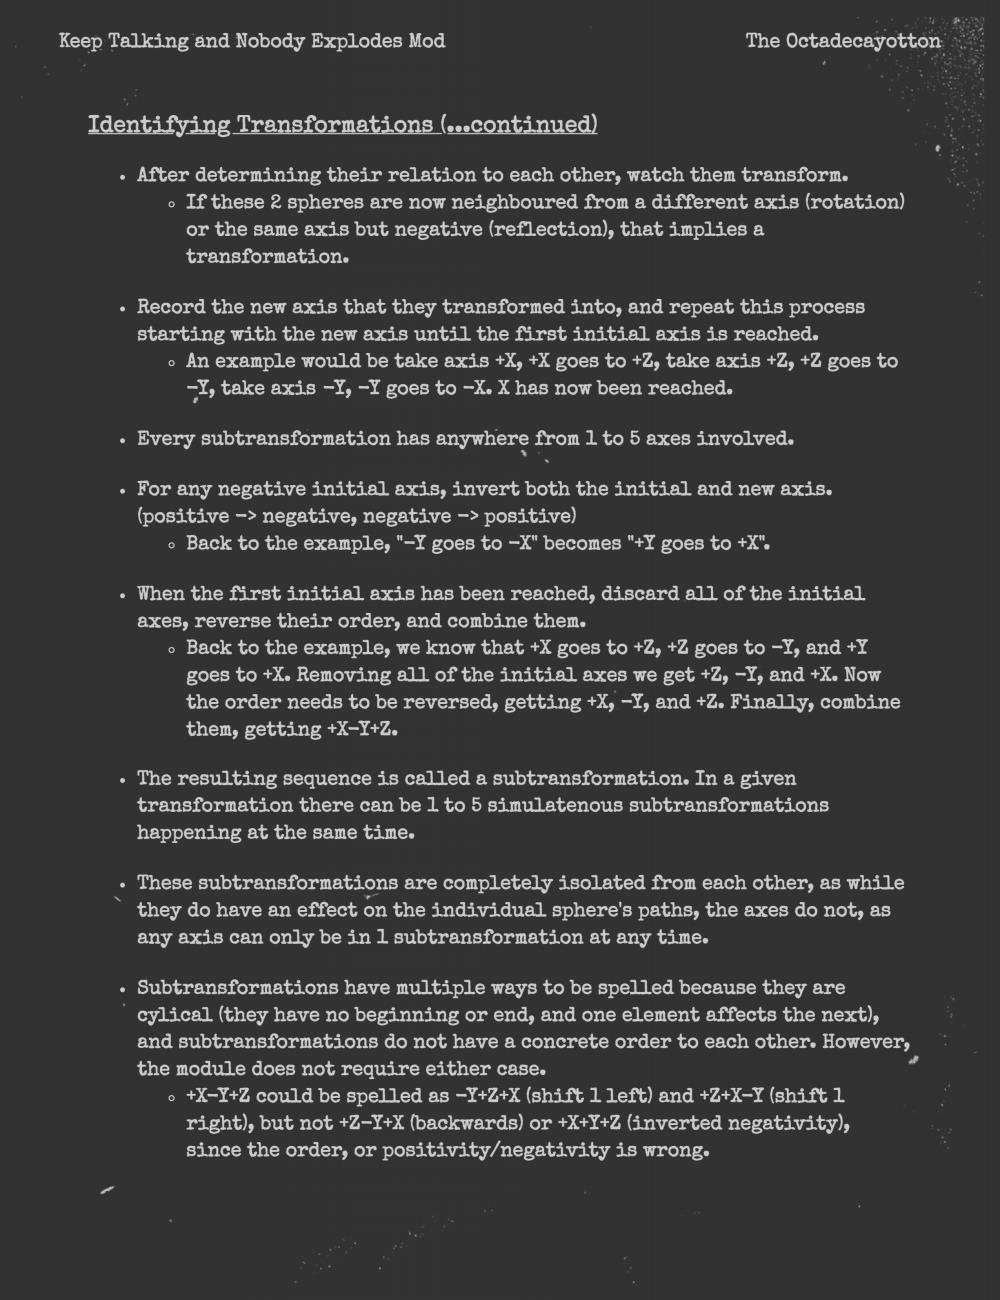 Keep Talking and Nobody Explodes Mod
The Octadecayotton
Identifying Transformations (...continued)
• After determining their relation to each other, watch them transform.
◦ If these 2 spheres are now neighboured from a different axis (rotation)
or the same axis but negative (reflection), that implies a
transformation.
• Record the new axis that they transformed into, and repeat this process
starting with the new axis until the first initial axis is reached.
◦ An example would be take axis +X, +X goes to +Z, take axis +Z, +Z goes to
-Y, take axis -Y, -Y goes to -X. X has now been reached.
• Every subtransformation has anywhere from 1 to 5 axes involved.
• For any negative initial axis, invert both the initial and new axis.
(positive -> negative, negative -> positive)
◦ Back to the example, "-Y goes to -X" becomes "+Y goes to +X".
• When the first initial axis has been reached, discard all of the initial
axes, reverse their order, and combine them.
◦ Back to the example, we know that +X goes to +Z, +Z goes to -Y, and +Y
goes to +X. Removing all of the initial axes we get +Z, -Y, and +X. Now
the order needs to be reversed, getting +X, -Y, and +Z. Finally, combine
them, getting +X-Y+Z.
• The resulting sequence is called a subtransformation. In a given
transformation there can be 1 to 5 simulatenous subtransformations
happening at the same time.
• These subtransformations are completely isolated from each other, as while
they do have an effect on the individual sphere's paths, the axes do not, as
any axis can only be in 1 subtransformation at any time.
• Subtransformations have multiple ways to be spelled because they are
cylical (they have no beginning or end, and one element affects the next),
and subtransformations do not have a concrete order to each other. However,
the module does not require either case.
◦ +X-Y+Z could be spelled as -Y+Z+X (shift 1 left) and +Z+X-Y (shift 1
right), but not +Z-Y+X (backwards) or +X+Y+Z (inverted negativity),
since the order, or positivity/negativity is wrong.